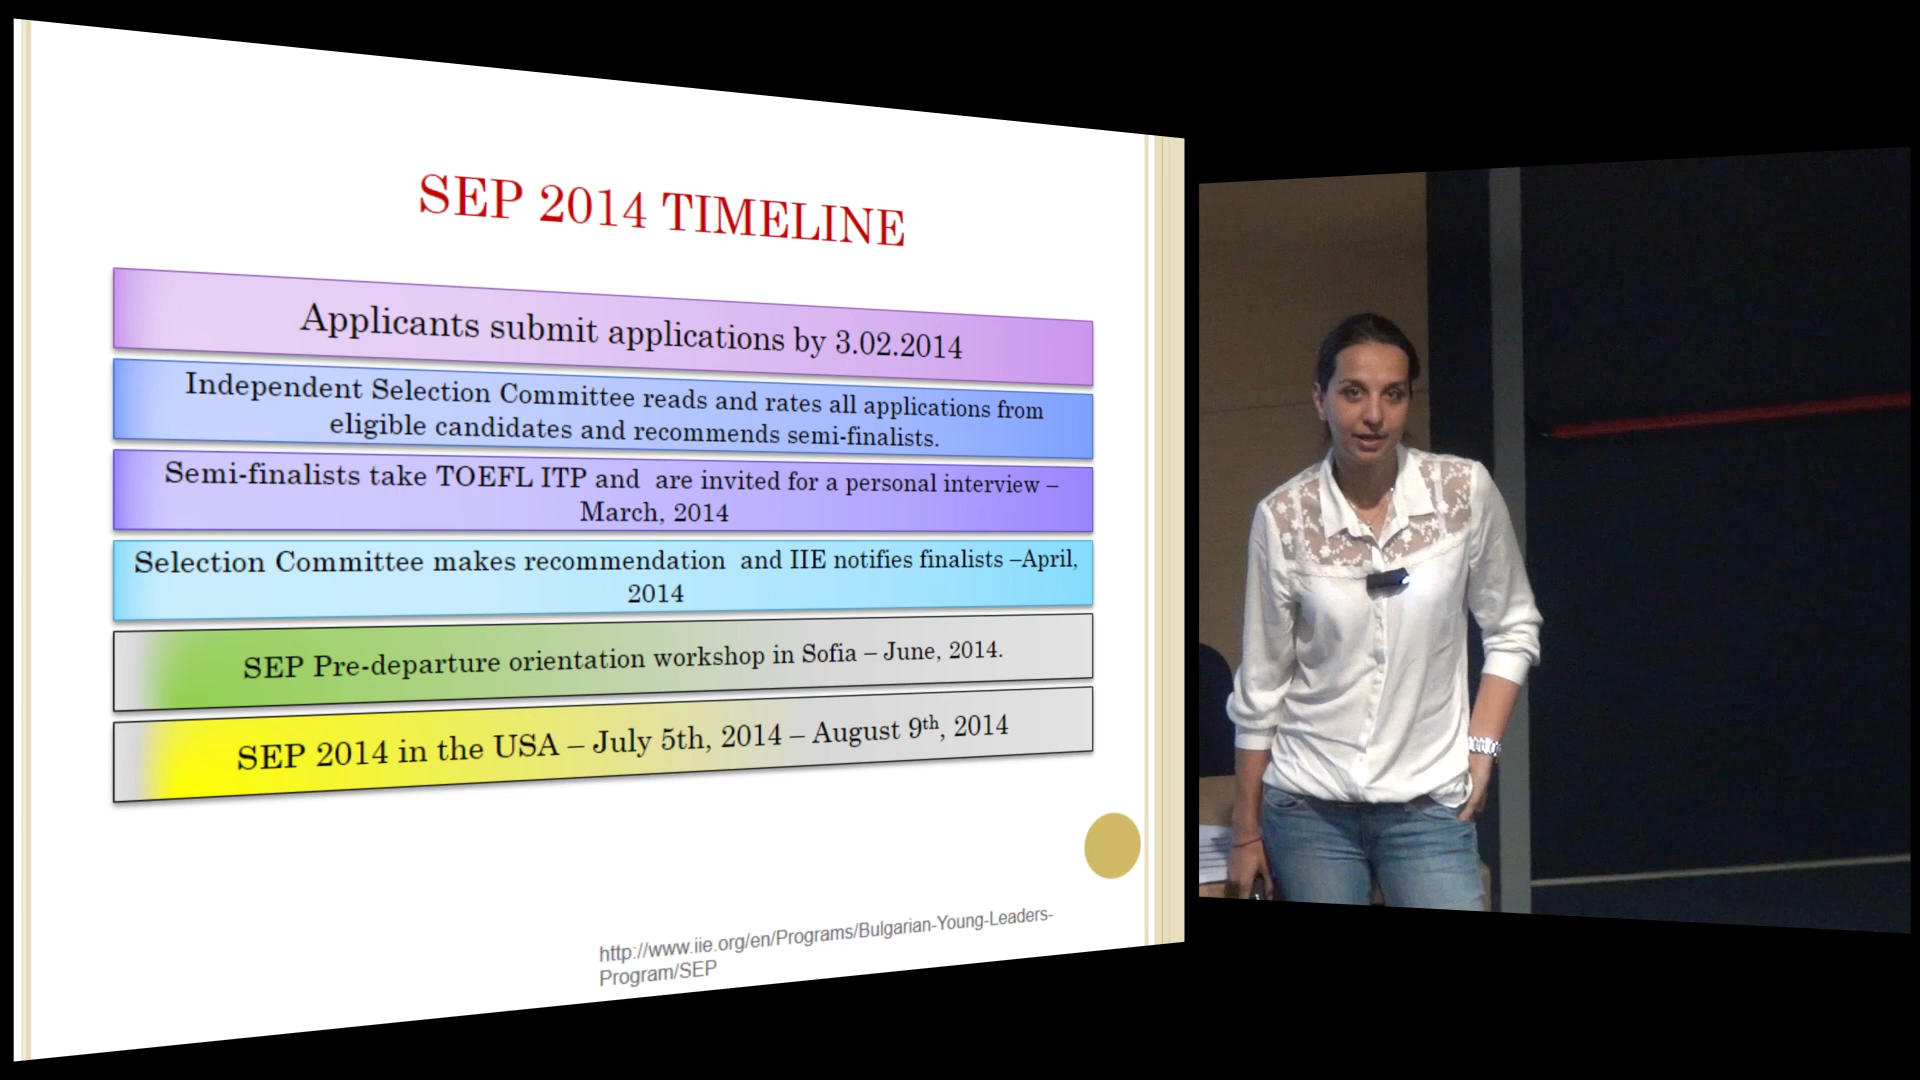 SEP 2014 TIMELINE
Applicants submit applications by 3.02.2014
Independent Selection Committee reads and rates all applications from
eligible candidates and recommends semi-finalists.
Semi-finalists take TOEFL ITP and  are invited for a personal interview –
March, 2014
Selection Committee makes recommendation  and IIE notifies finalists –April,
2014
SEP Pre-departure orientation workshop in Sofia – June, 2014.
SEP 2014 in the USA – July 5th, 2014 – August 9th, 2014
http://www.iie.org/en/Programs/Bulgarian-Young-Leaders-
Program/SEP